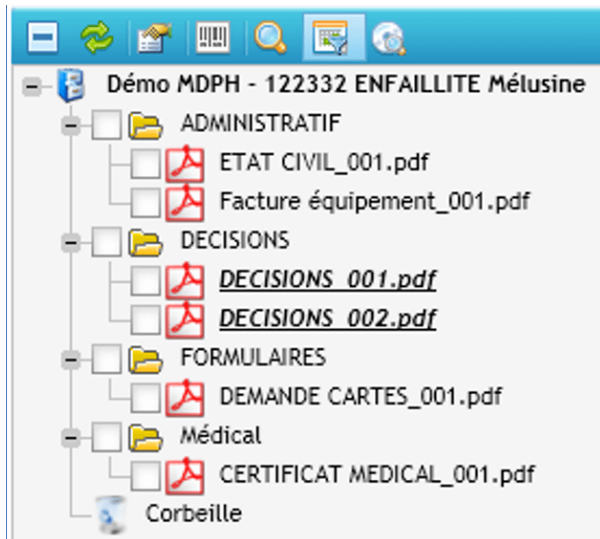 Démo MDPH - 122332 ENFAILLITE Mélusine
ADMINISTRATIF
ETAT CIVIL_001.pdf
Facture équipement_001.pdf
DECISIONS
DECISIONS_001.pdf
DECISIONS_002.pdf
FORMULAIRES
DEMANDE CARTES_001.pdf
Médical
CERTIFICAT MEDICAL_001.pdf
Corbeille